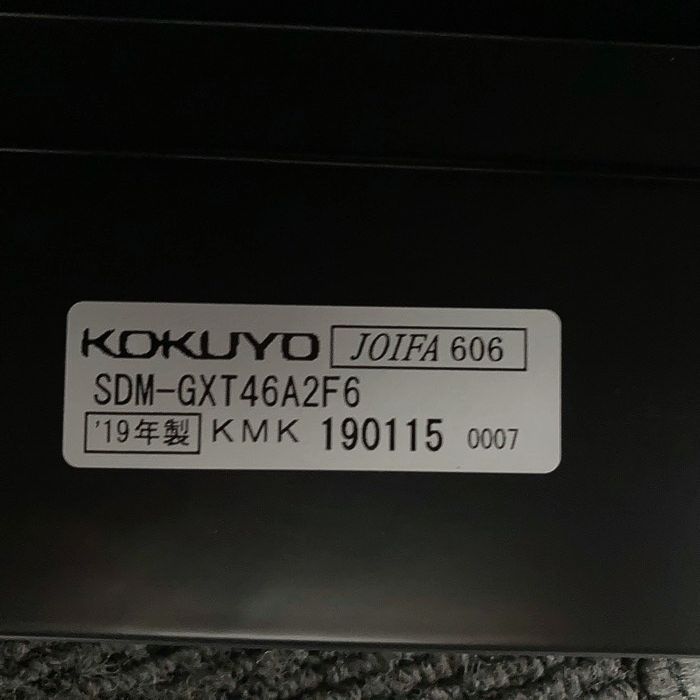 KOKUYO JOIFA 606
SDM-GXT46A2F6
'19年製 KMK 190115 0007